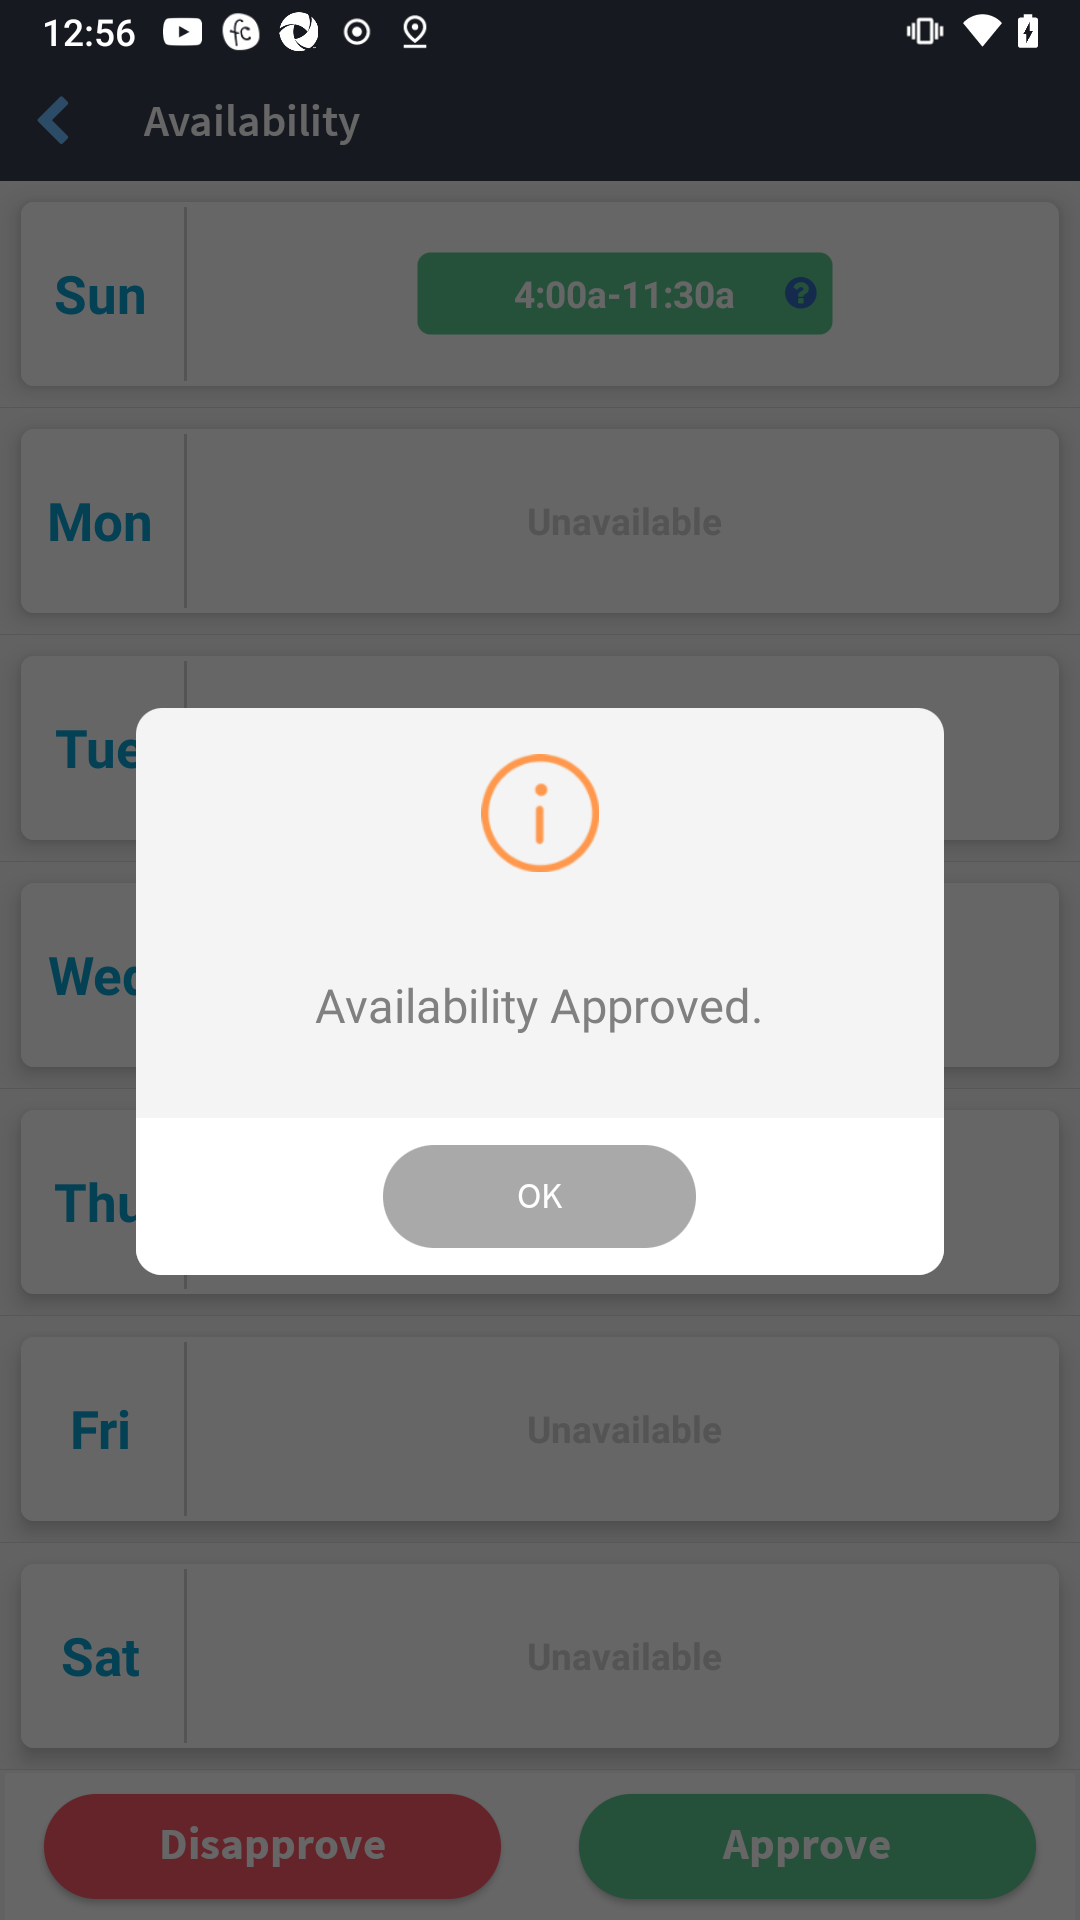 12:56
Availability
Sun
4:00a-11:30a
Mon
Unavailable
Tue
Wed
Availability Approved.
Thu
OK
Fri
Unavailable
Sat
Unavailable
Disapprove
Approve